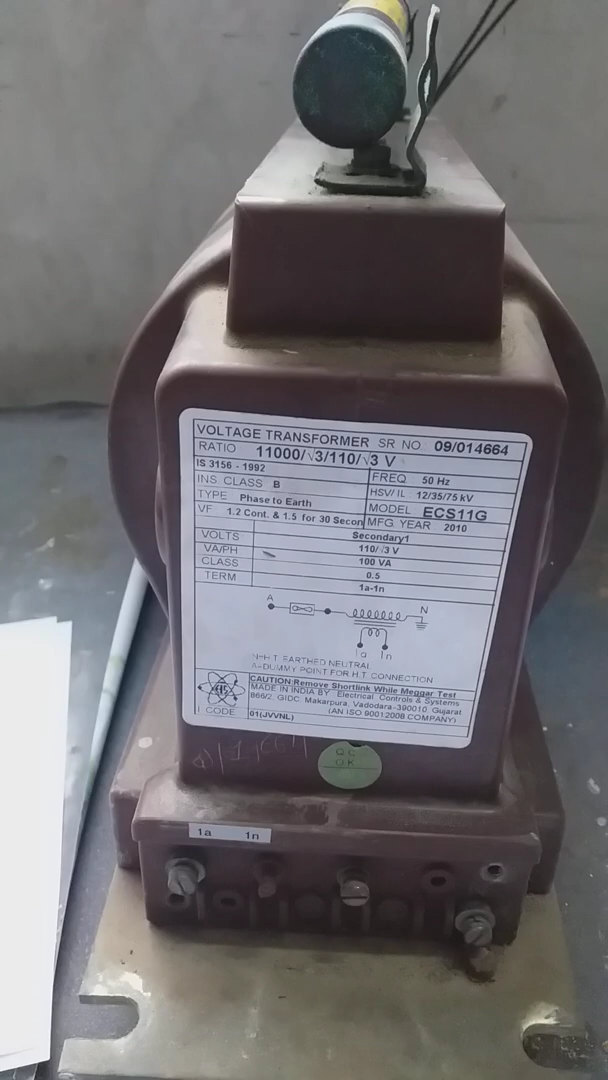 VOLTAGE TRANSFORMER SR NO. 09/014664
RATIO 11000/√3/110/√3 V
IS 3156 - 1992
FREQ 50 Hz
INS. CLASS B
HSV/ IL 12/35/75 kV
TYPE Phase to Earth
MODEL ECS11G
VF 1.2 Cont. & 1.5 for 30 Secon
MFG. YEAR 2010
VOLTS Secondary1
VA/PH 110/√3 V
CLASS 100 VA
TERM 0.5
1a-1n
A N
1a 1n
N=H.T. EARTHED NEUTRAL
A=DUMMY POINT FOR H.T. CONNECTION
CAUTION:Remove Shortlink While Meggar Test
MADE IN INDIA BY: Electrical Controls & Systems
866/2, GIDC, Makarpura, Vadodara-390010, Gujarat
(AN ISO 9001:2008 COMPANY)
I CODE 01(JVVNL)
Q C
O K
1a 1n